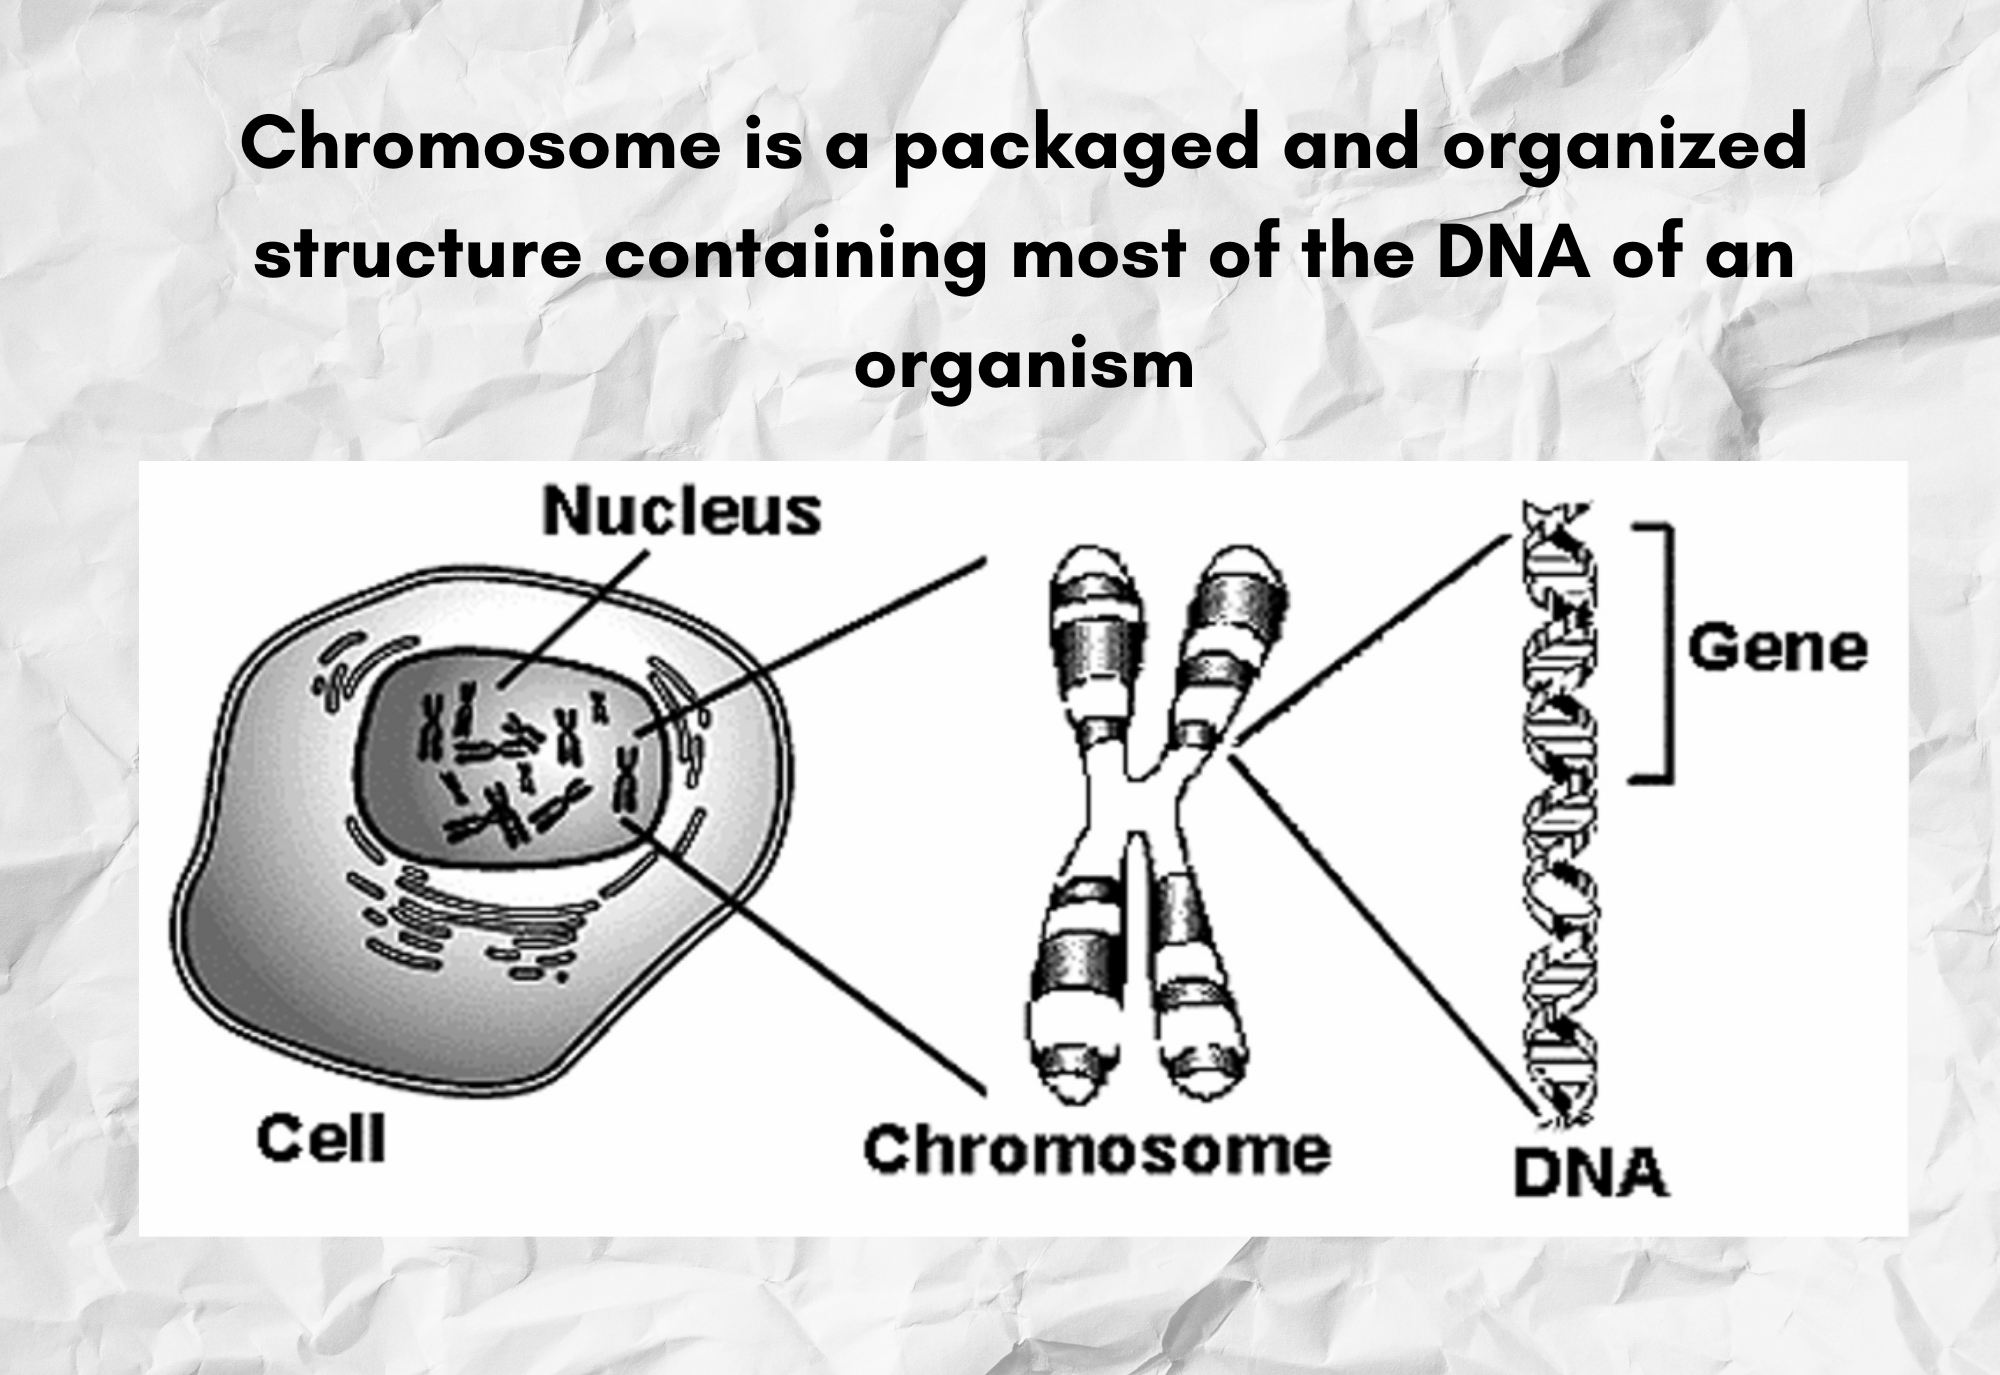 Chromosome is a packaged and organized
structure containing most of the DNA of an
organism
Nucleus
Gene
Cell
Chromosome
DNA